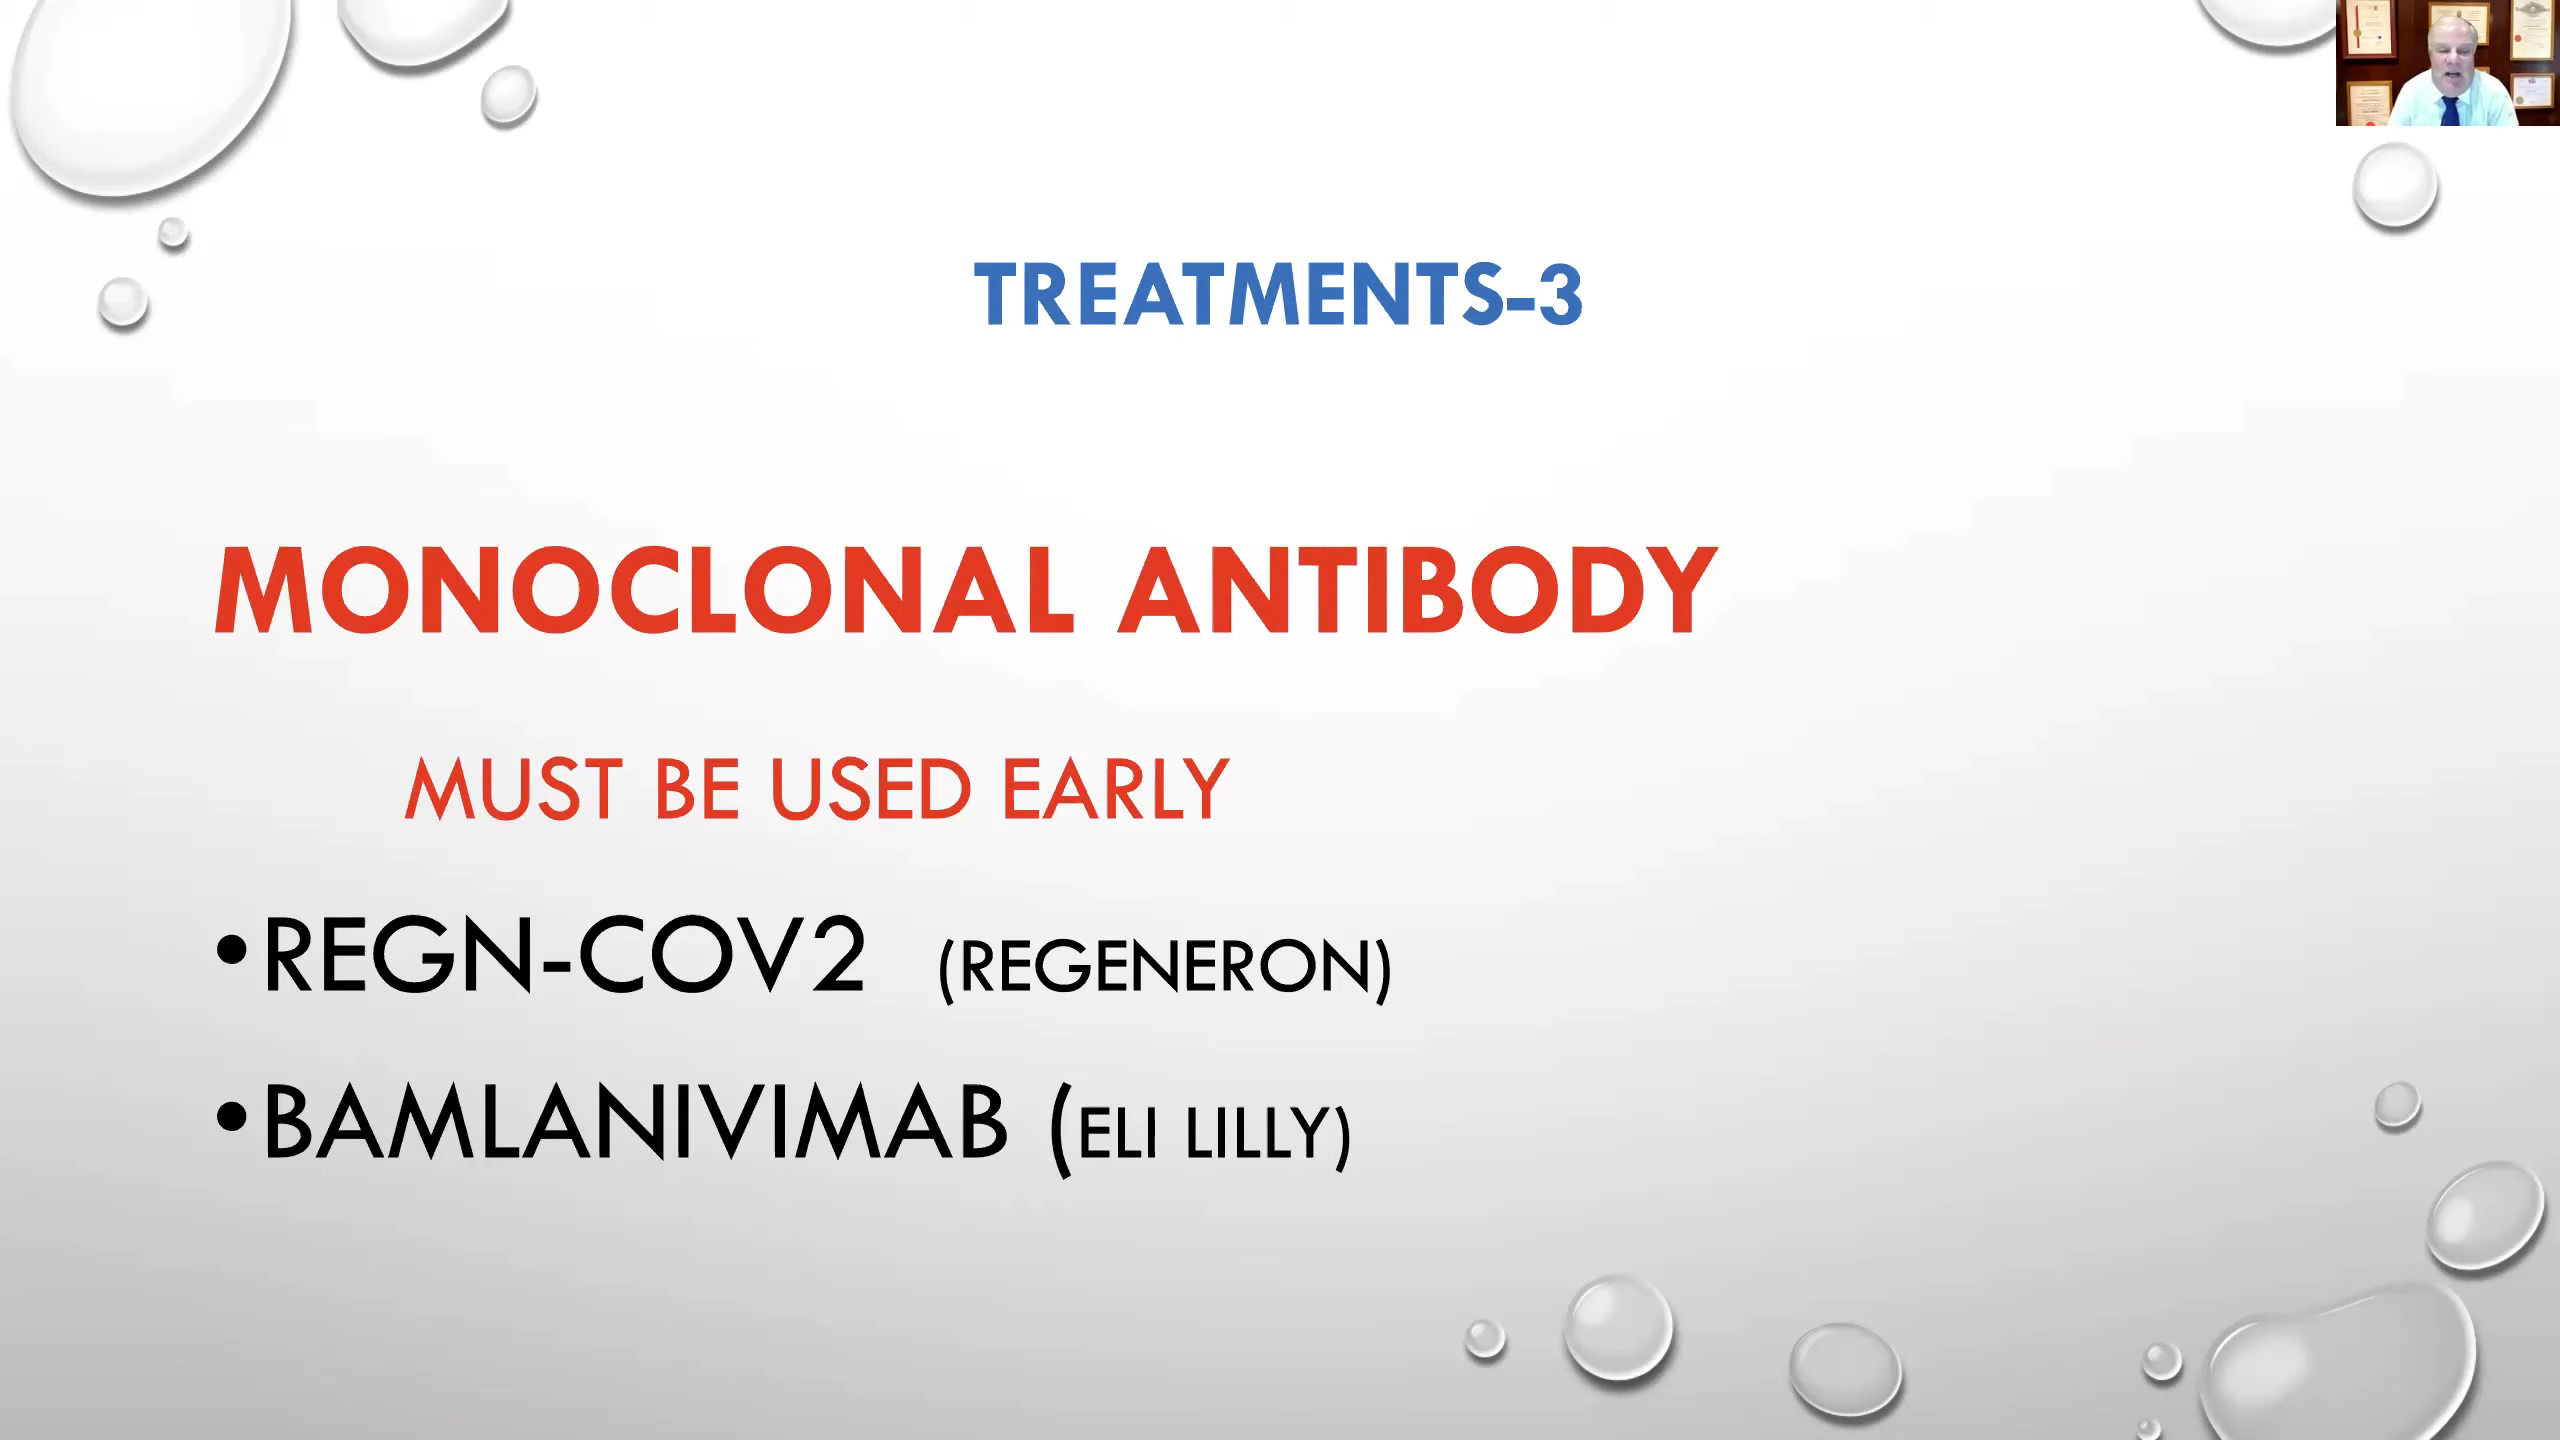 TREATMENTS-3
MONOCLONAL ANTIBODY
MUST BE USED EARLY
•REGN-COV2 (REGENERON)
•BAMLANIVIMAB (ELI LILLY)